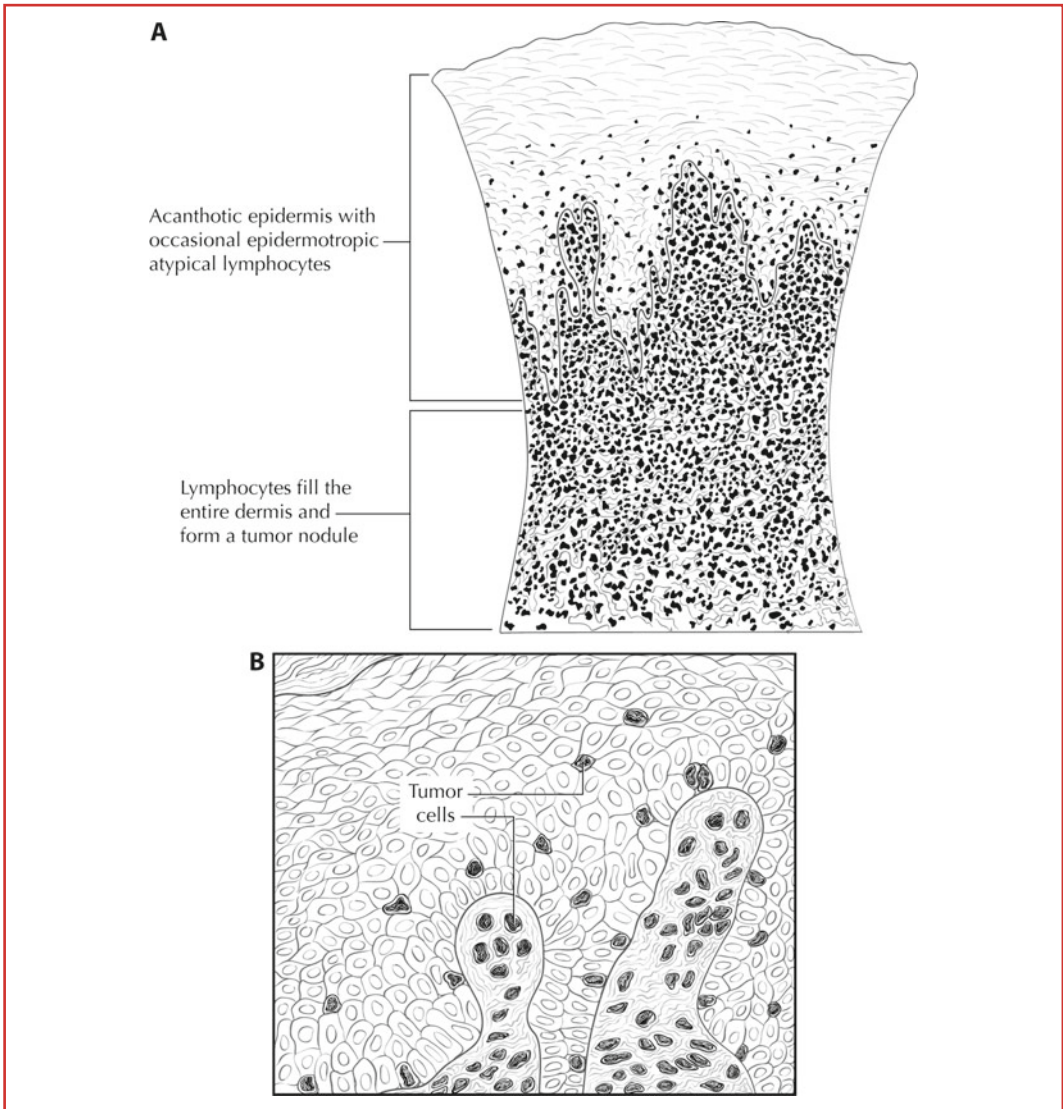 A
Acanthotic epidermis with
occasional epidermotropic
atypical lymphocytes
Lymphocytes fill the
entire dermis and
form a tumor nodule
B
Tumor
cells